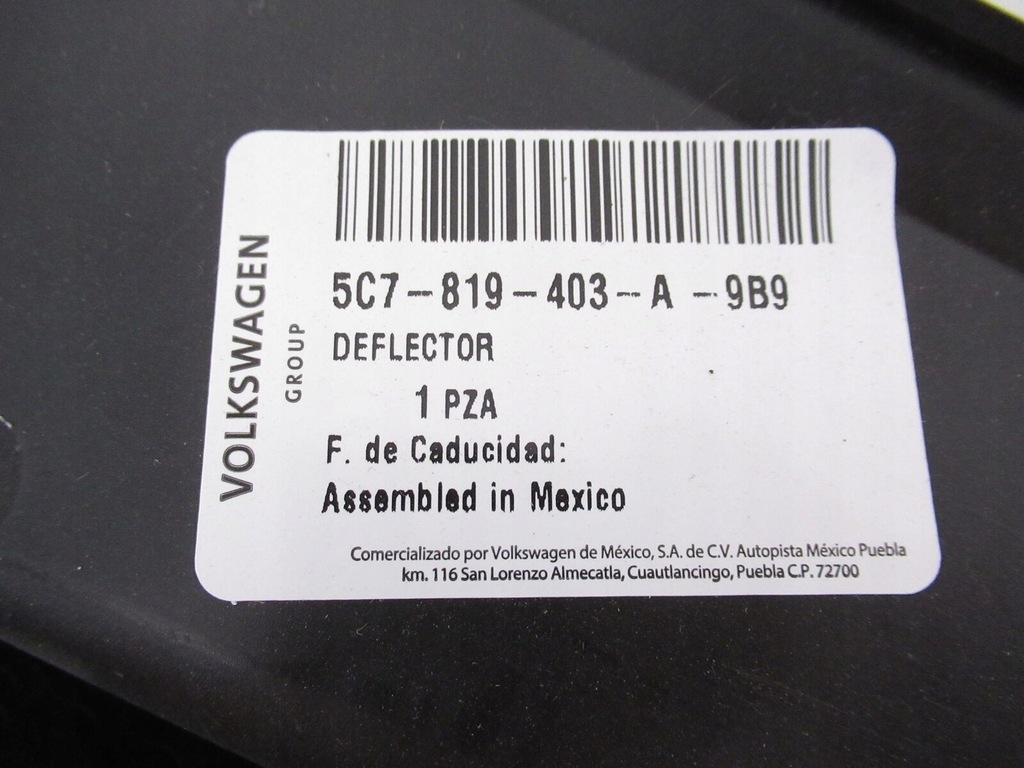 VOLKSWAGEN
GROUP
5C7-819-403-A-9B9
DEFLECTOR
1 PZA
F. de Caducidad:
Assembled in Mexico
Comercializado por Volkswagen de México, S.A. de C.V. Autopista México Puebla
km. 116 San Lorenzo Almecatla, Cuautlancingo, Puebla C.P. 72700